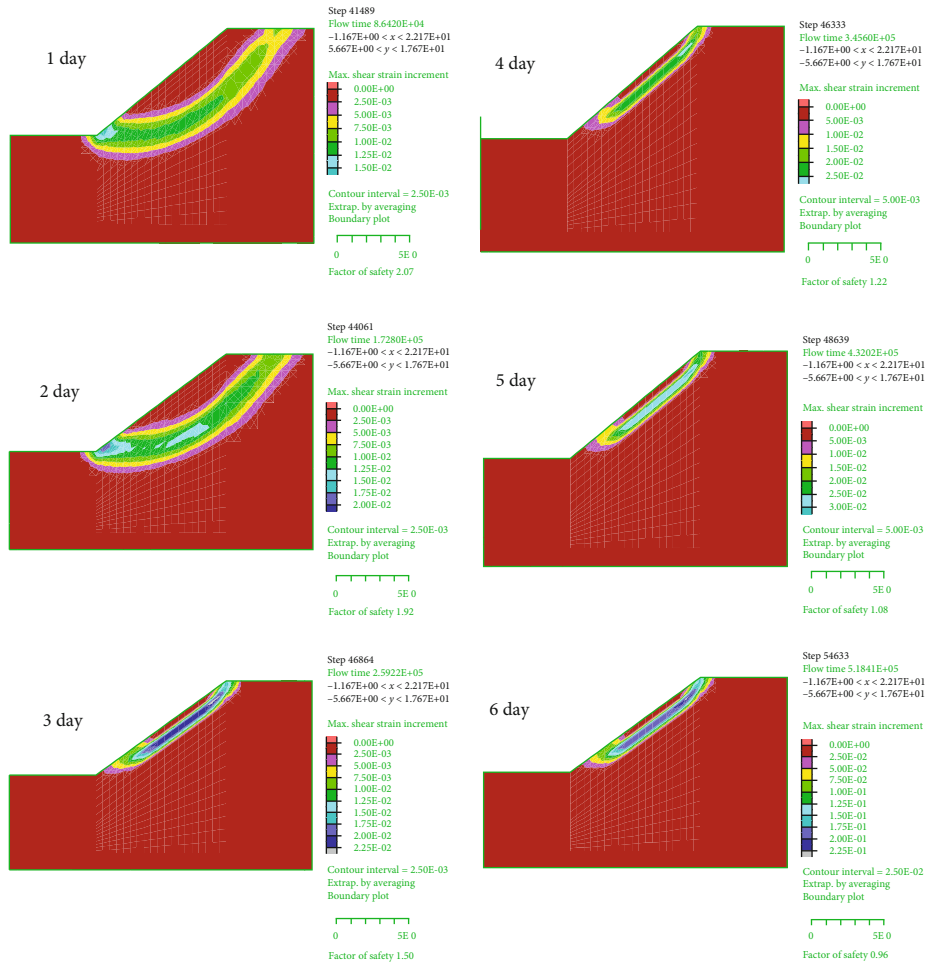 1 day
Step 41489
Flow time 8.6420E+04
−1.167E+00 < x < 2.217E+01
5.667E+00 < y < 1.767E+01
Max. shear strain increment
0.00E+00
2.50E-03
5.00E-03
7.50E-03
1.00E-02
1.25E-02
1.50E-02
Contour interval = 2.50E-03
Extrap. by averaging
Boundary plot
0 5E 0
Factor of safety 2.07
4 day
Step 46333
Flow time 3.4560E+05
−1.167E+00 < x < 2.217E+01
−5.667E+00 < y < 1.767E+01
Max. shear strain increment
0.00E+00
5.00E-03
1.00E-02
1.50E-02
2.00E-02
2.50E-02
Contour interval = 5.00E-03
Extrap. by averaging
Boundary plot
0 5E 0
Factor of safety 1.22
2 day
Step 44061
Flow time 1.7280E+05
−1.167E+00 < x < 2.217E+01
−5.667E+00 < y < 1.767E+01
Max. shear strain increment
0.00E+00
2.50E-03
5.00E-03
7.50E-03
1.00E-02
1.25E-02
1.50E-02
1.75E-02
2.00E-02
Contour interval = 2.50E-03
Extrap. by averaging
Boundary plot
0 5E 0
Factor of safety 1.92
5 day
Step 48639
Flow time 4.3202E+05
−1.167E+00 < x < 2.217E+01
−5.667E+00 < y < 1.767E+01
Max. shear strain increment
0.00E+00
5.00E-03
1.00E-02
1.50E-02
2.00E-02
2.50E-02
3.00E-02
Contour interval = 5.00E-03
Extrap. by averaging
Boundary plot
0 5E 0
Factor of safety 1.08
3 day
Step 46864
Flow time 2.5922E+05
−1.167E+00 < x < 2.217E+01
−5.667E+00 < y < 1.767E+01
Max. shear strain increment
0.00E+00
2.50E-03
5.00E-03
7.50E-03
1.00E-02
1.25E-02
1.50E-02
1.75E-02
2.00E-02
2.25E-02
Contour interval = 2.50E-03
Extrap. by averaging
Boundary plot
0 5E 0
Factor of safety 1.50
6 day
Step 54633
Flow time 5.1841E+05
−1.167E+00 < x < 2.217E+01
−5.667E+00 < y < 1.767E+01
Max. shear strain increment
0.00E+00
2.50E-02
5.00E-02
7.50E-02
1.00E-01
1.25E-01
1.50E-01
1.75E-01
2.00E-01
2.25E-01
Contour interval = 2.50E-02
Extrap. by averaging
Boundary plot
0 5E 0
Factor of safety 0.96